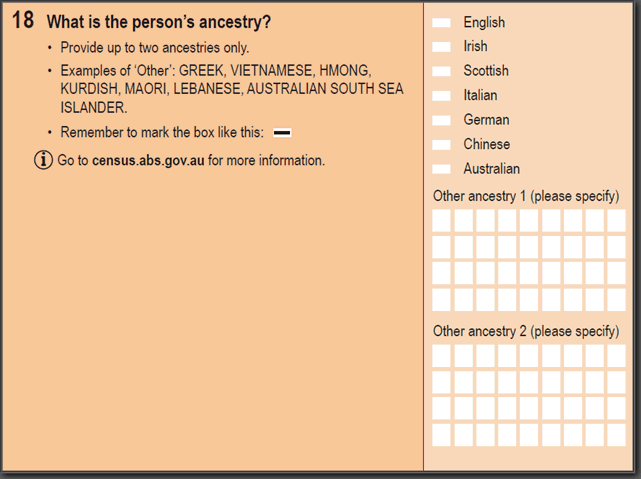 18 What is the person's ancestry?
• Provide up to two ancestries only.
• Examples of 'Other': GREEK, VIETNAMESE, HMONG,
KURDISH, MAORI, LEBANESE, AUSTRALIAN SOUTH SEA
ISLANDER.
• Remember to mark the box like this:
i Go to census.abs.gov.au for more information.
English
Irish
Scottish
Italian
German
Chinese
Australian
Other ancestry 1 (please specify)
Other ancestry 2 (please specify)